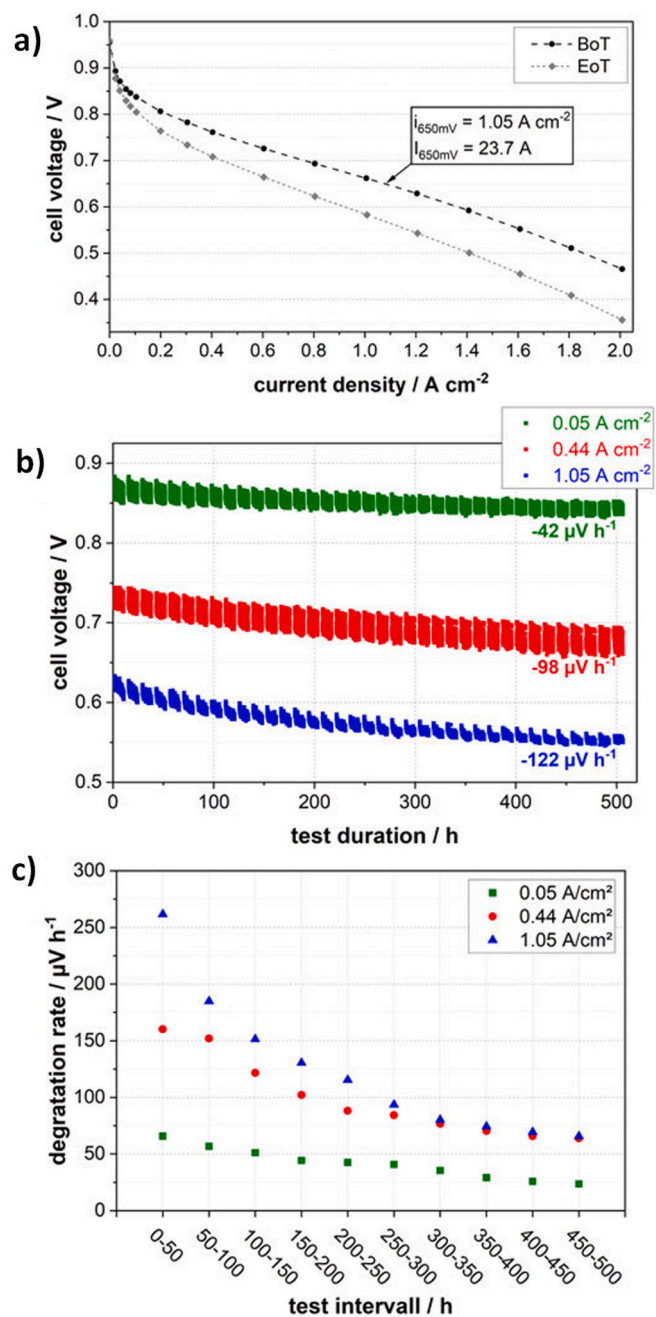 a)
1.0
0.9
0.8
0.7
0.6
0.5
0.4
cell voltage / V
BoT
EoT
i650mV = 1.05 A cm-2
I650mV = 23.7 A
0.0 0.2 0.4 0.6 0.8 1.0 1.2 1.4 1.6 1.8 2.0
current density / A cm-2
b)
0.05 A cm-2
0.44 A cm-2
1.05 A cm-2
0.9
0.8
0.7
0.6
0.5
cell voltage / V
-42 µV h-1
-98 µV h-1
-122 µV h-1
0 100 200 300 400 500
test duration / h
c)
300
250
200
150
100
50
0
degratation rate / µV h-1
0.05 A/cm²
0.44 A/cm²
1.05 A/cm²
0-50
50-100
100-150
150-200
200-250
250-300
300-350
350-400
400-450
450-500
test intervall / h